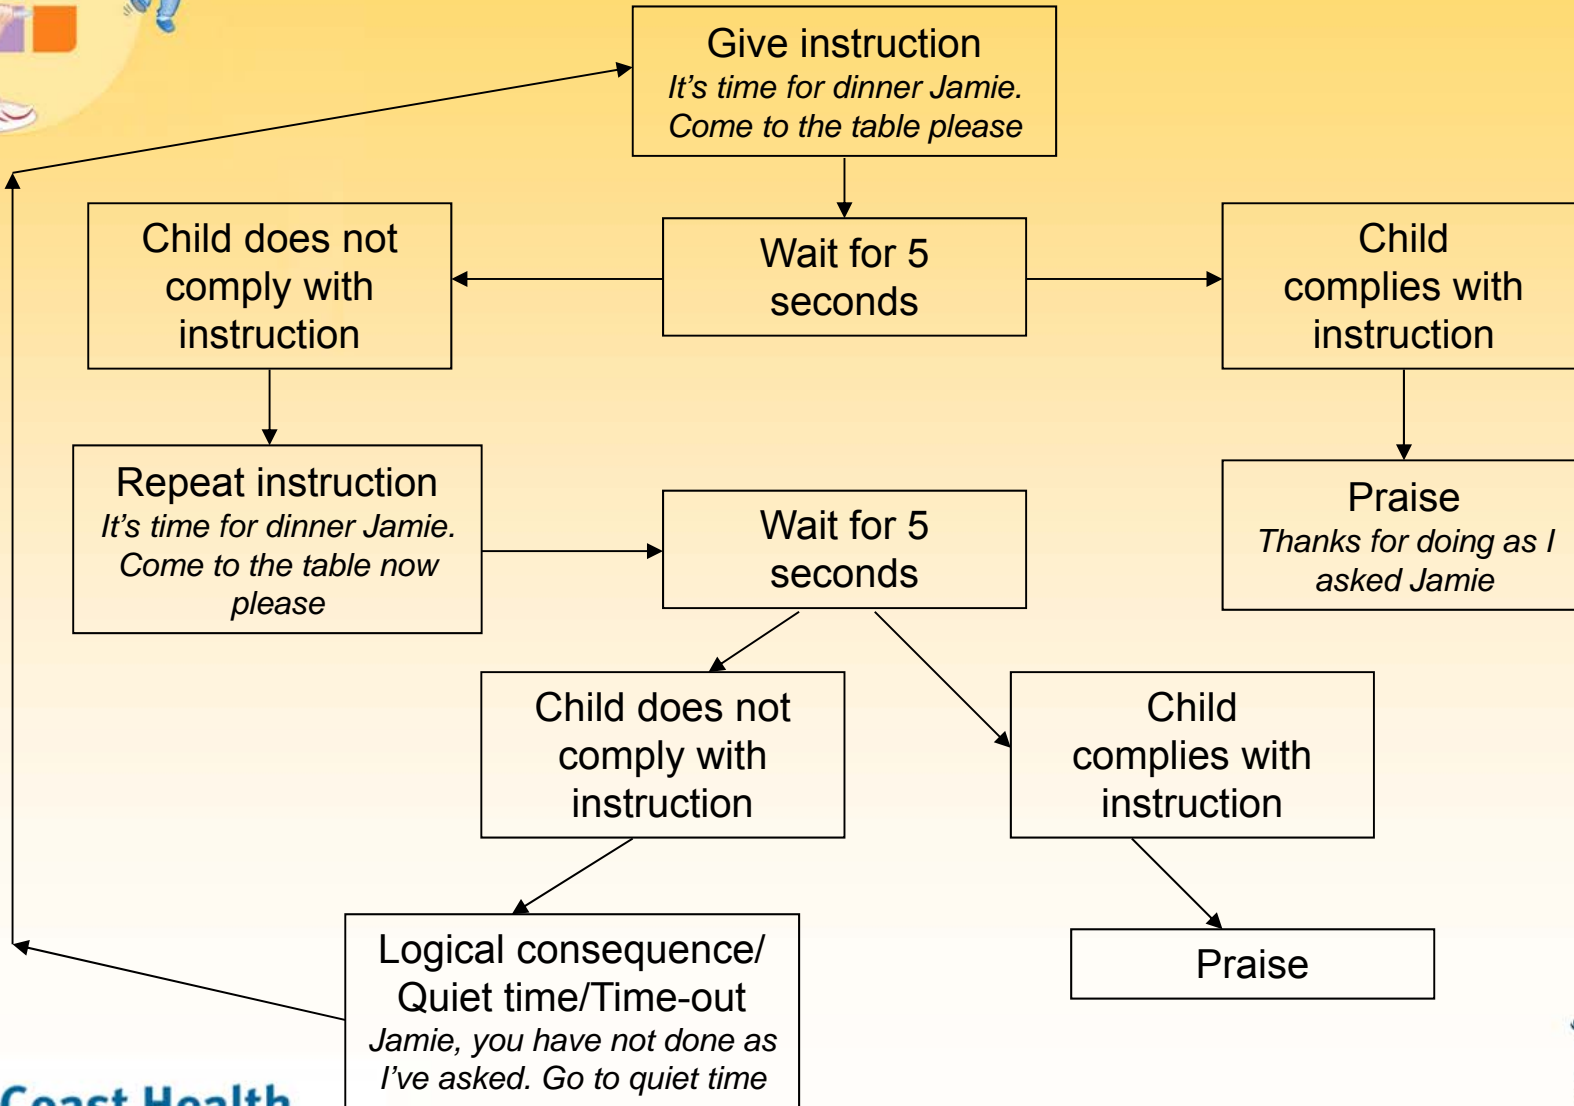 Give instruction
It’s time for dinner Jamie.
Come to the table please
Child does not
comply with
instruction
Wait for 5
seconds
Child
complies with
instruction
Repeat instruction
It’s time for dinner Jamie.
Come to the table now
please
Wait for 5
seconds
Praise
Thanks for doing as I
asked Jamie
Child does not
comply with
instruction
Child
complies with
instruction
Logical consequence/
Quiet time/Time-out
Jamie, you have not done as
I’ve asked. Go to quiet time
Praise
Coast Health